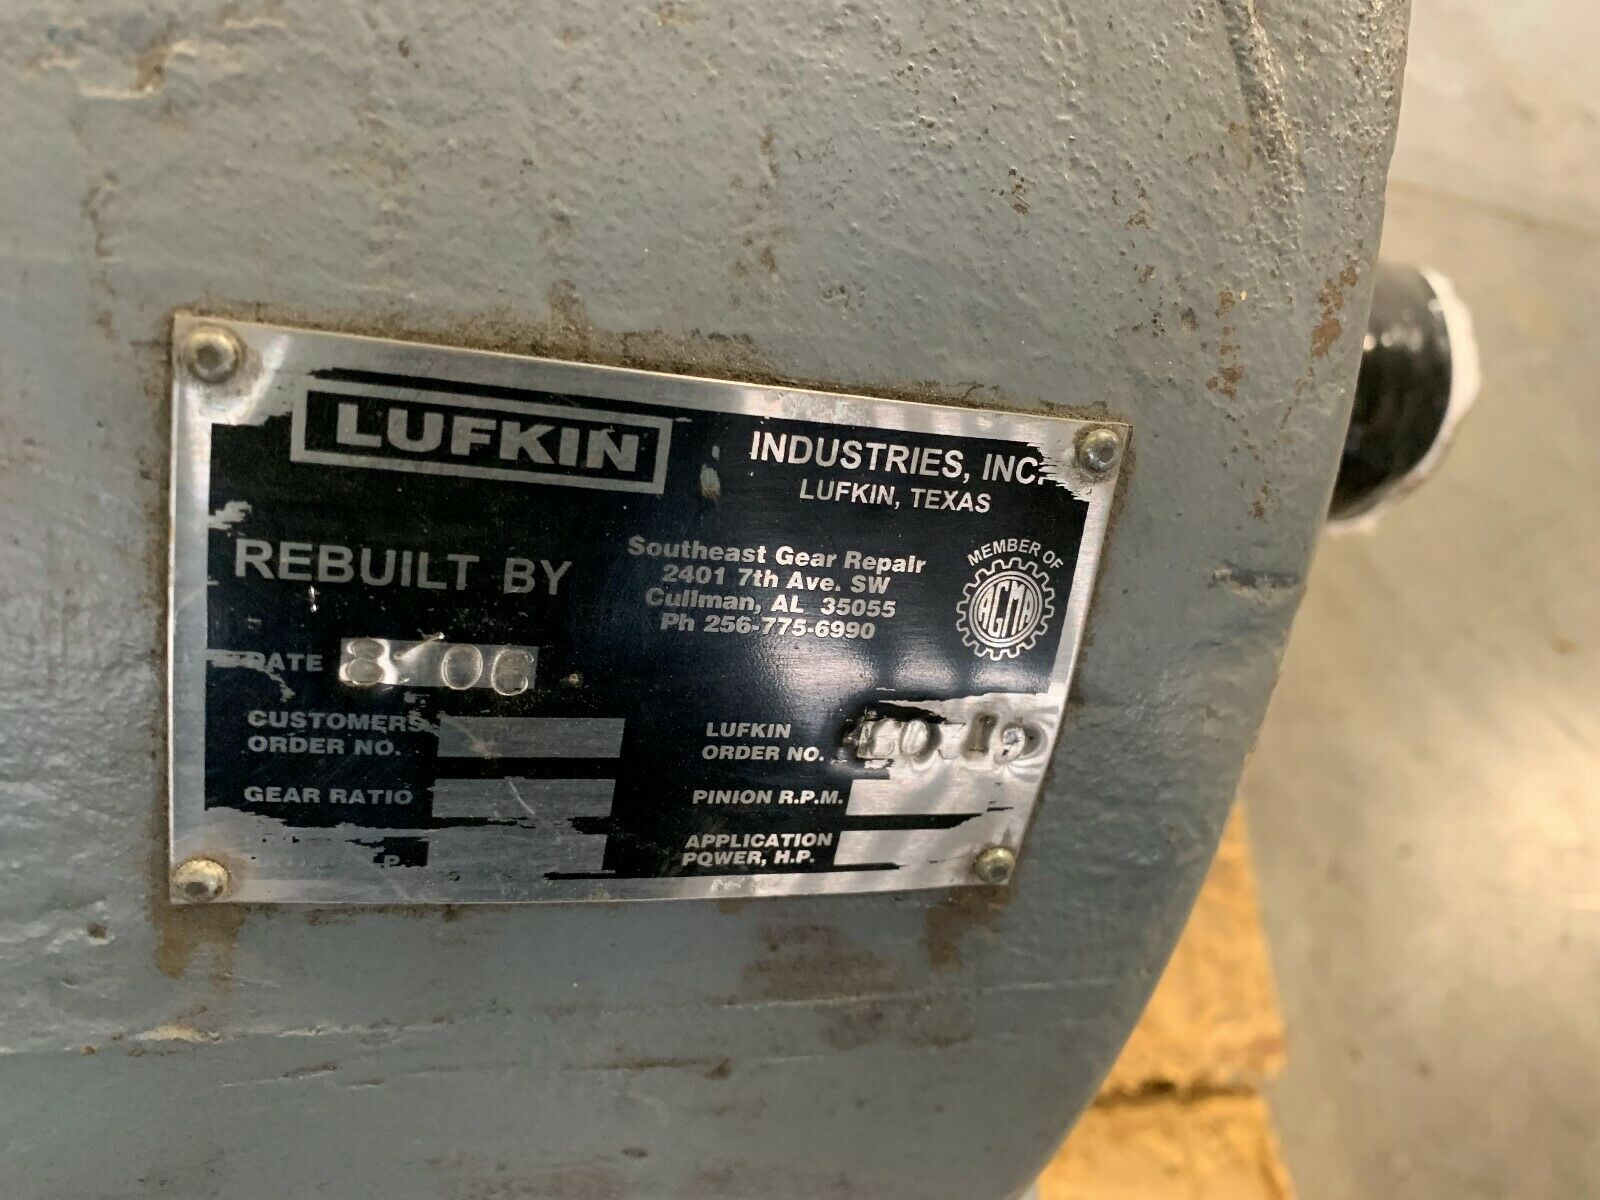 LUFKIN
INDUSTRIES, INC.
LUFKIN, TEXAS
REBUILT BY
Southeast Gear Repair
2401 7th Ave. SW
Cullman, AL 35055
Ph 256-775-6990
MEMBER OF
AGMA
DATE 8/06
CUSTOMERS
ORDER NO.
LUFKIN
ORDER NO.
GEAR RATIO
PINION R.P.M.
APPLICATION
POWER, H.P.